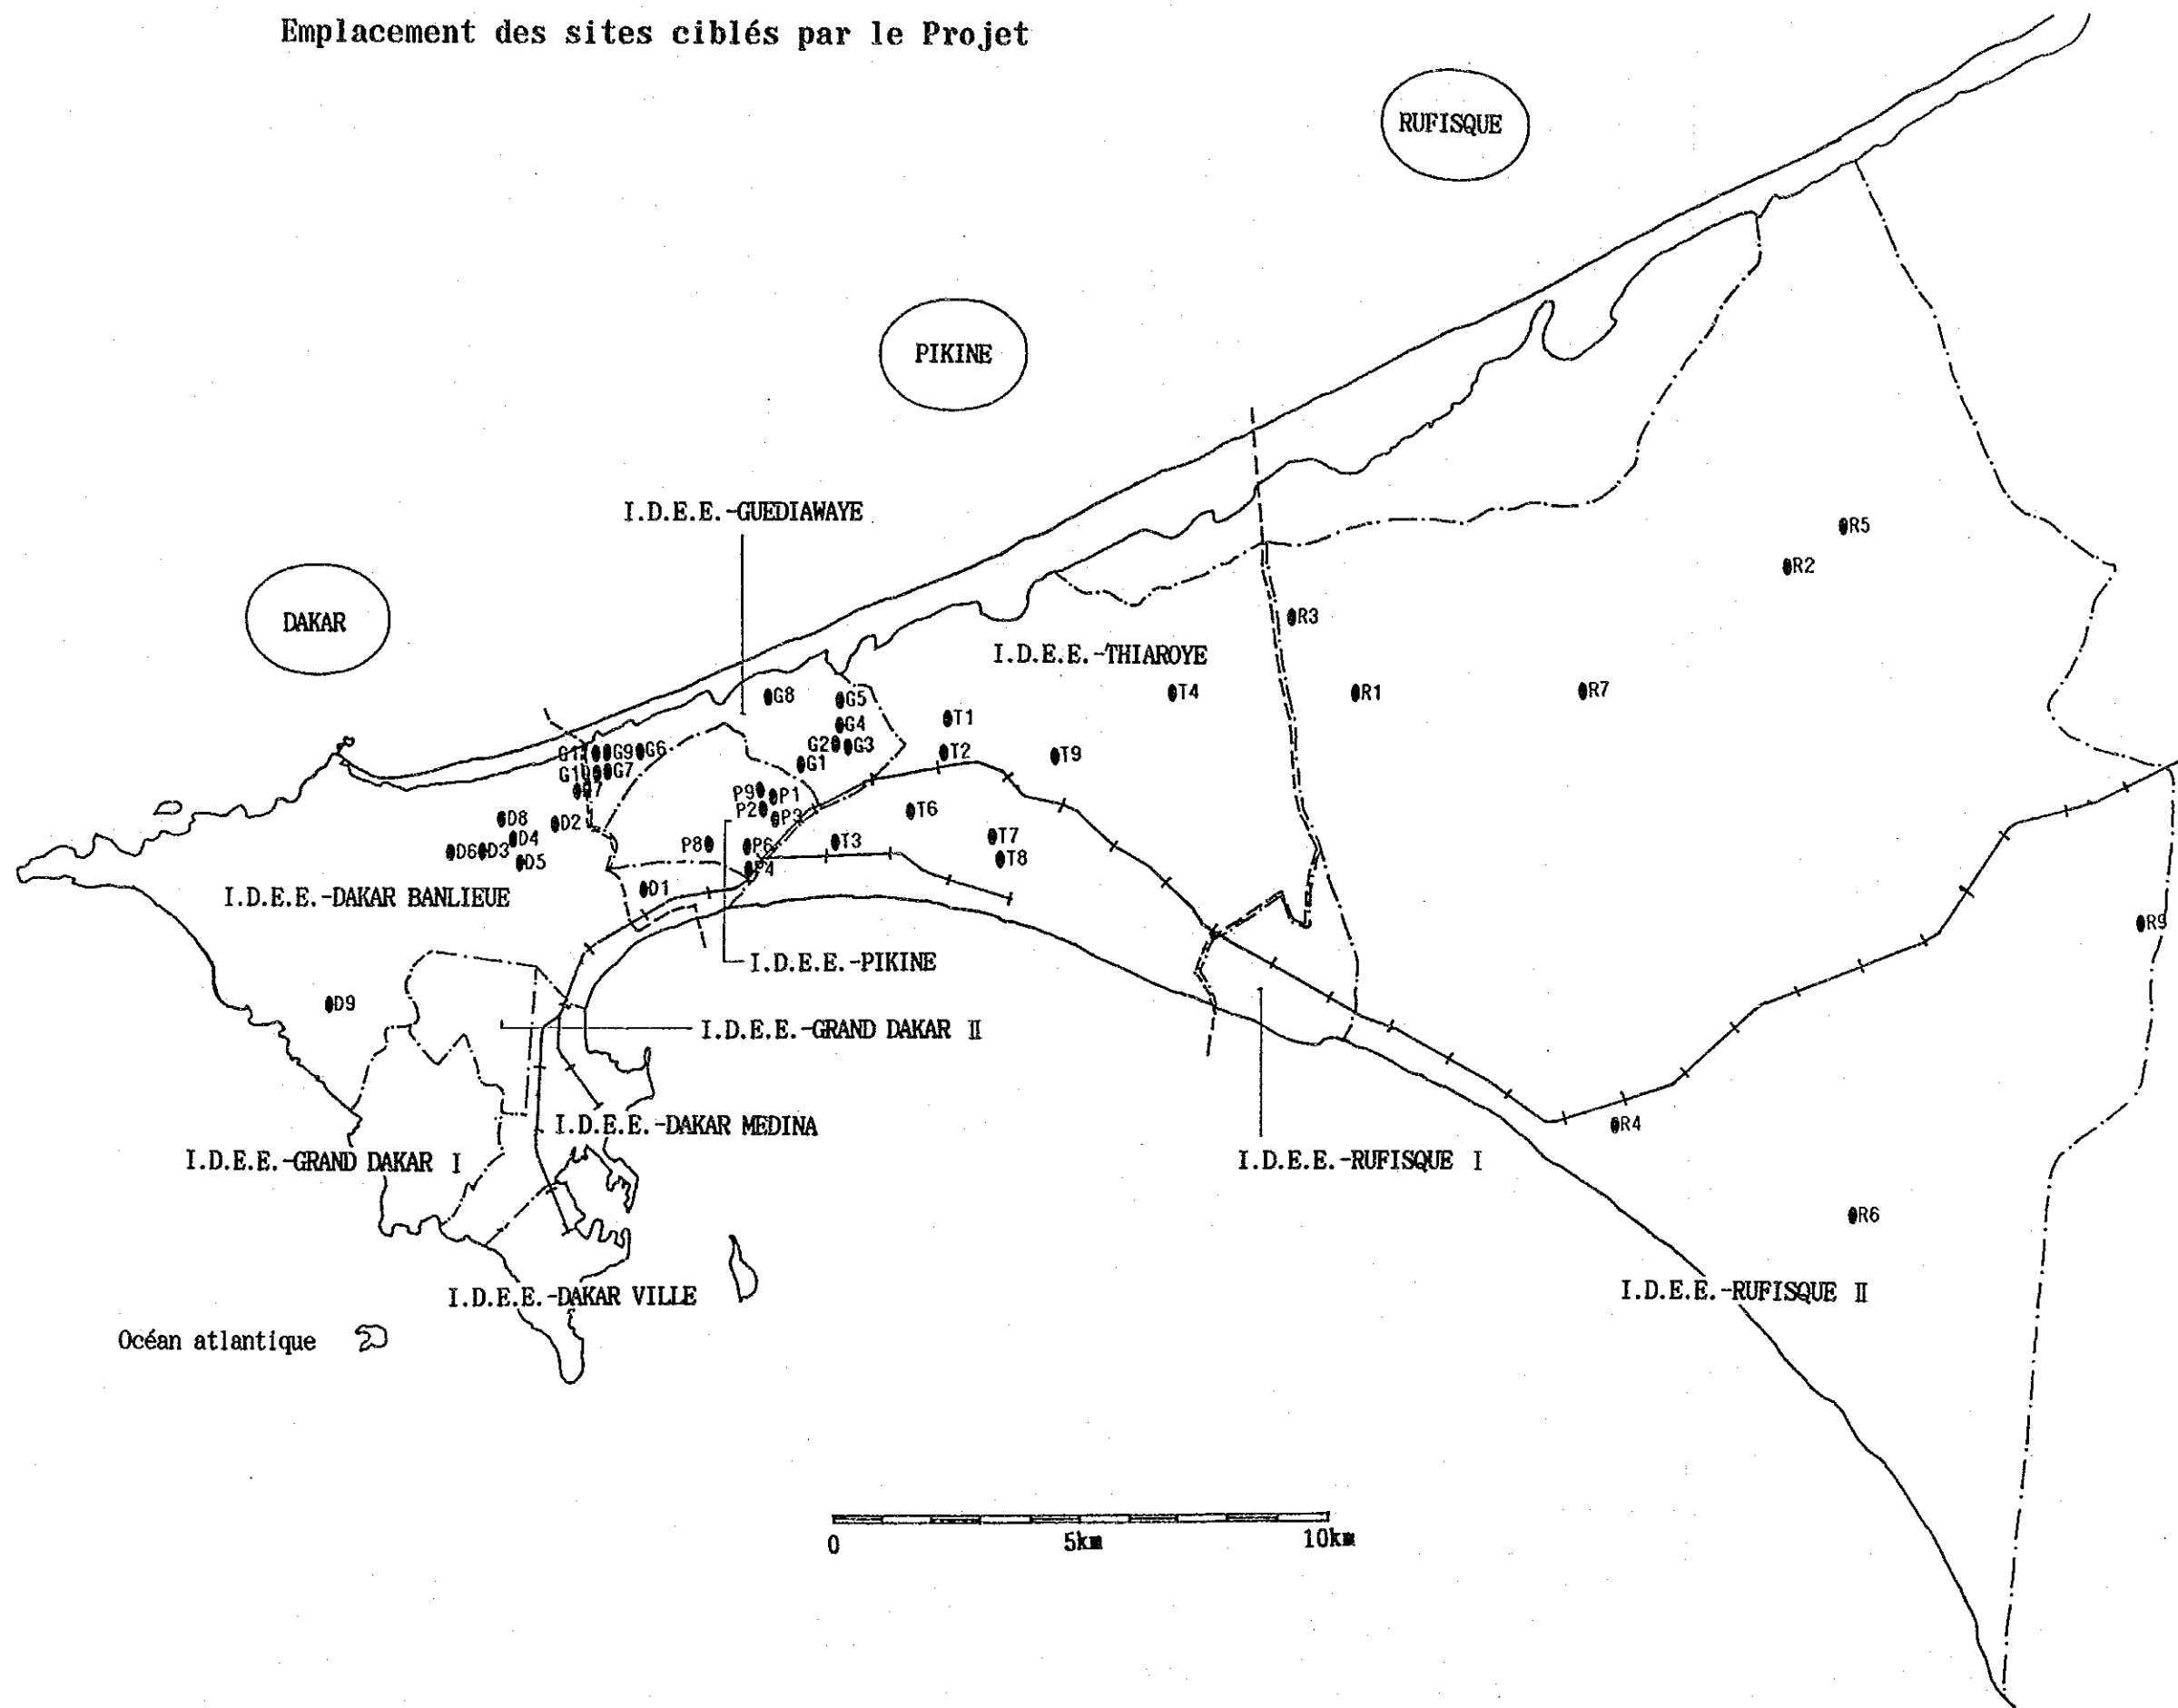 Emplacement des sites ciblés par le Projet
RUFISQUE
PIKINE
I.D.E.E.-GUEDIAWAYE
R5
R2
DAKAR
R3
I.D.E.E.-THIAROYE
G8
G5
T4
R1
R7
T1
G4
G2
G3
G9
G6
T2
T9
G1
G7
P9
P1
P2
P3
T6
D8
D2
D4
P8
P6
T3
T7
D6
D3
D5
T8
D1
I.D.E.E.-DAKAR BANLIEUE
R9
I.D.E.E.-PIKINE
D9
I.D.E.E.-GRAND DAKAR II
I.D.E.E.-DAKAR MEDINA
R4
I.D.E.E.-GRAND DAKAR I
I.D.E.E.-RUFISQUE I
R6
I.D.E.E.-DAKAR VILLE
I.D.E.E.-RUFISQUE II
Océan atlantique
0
5km
10km